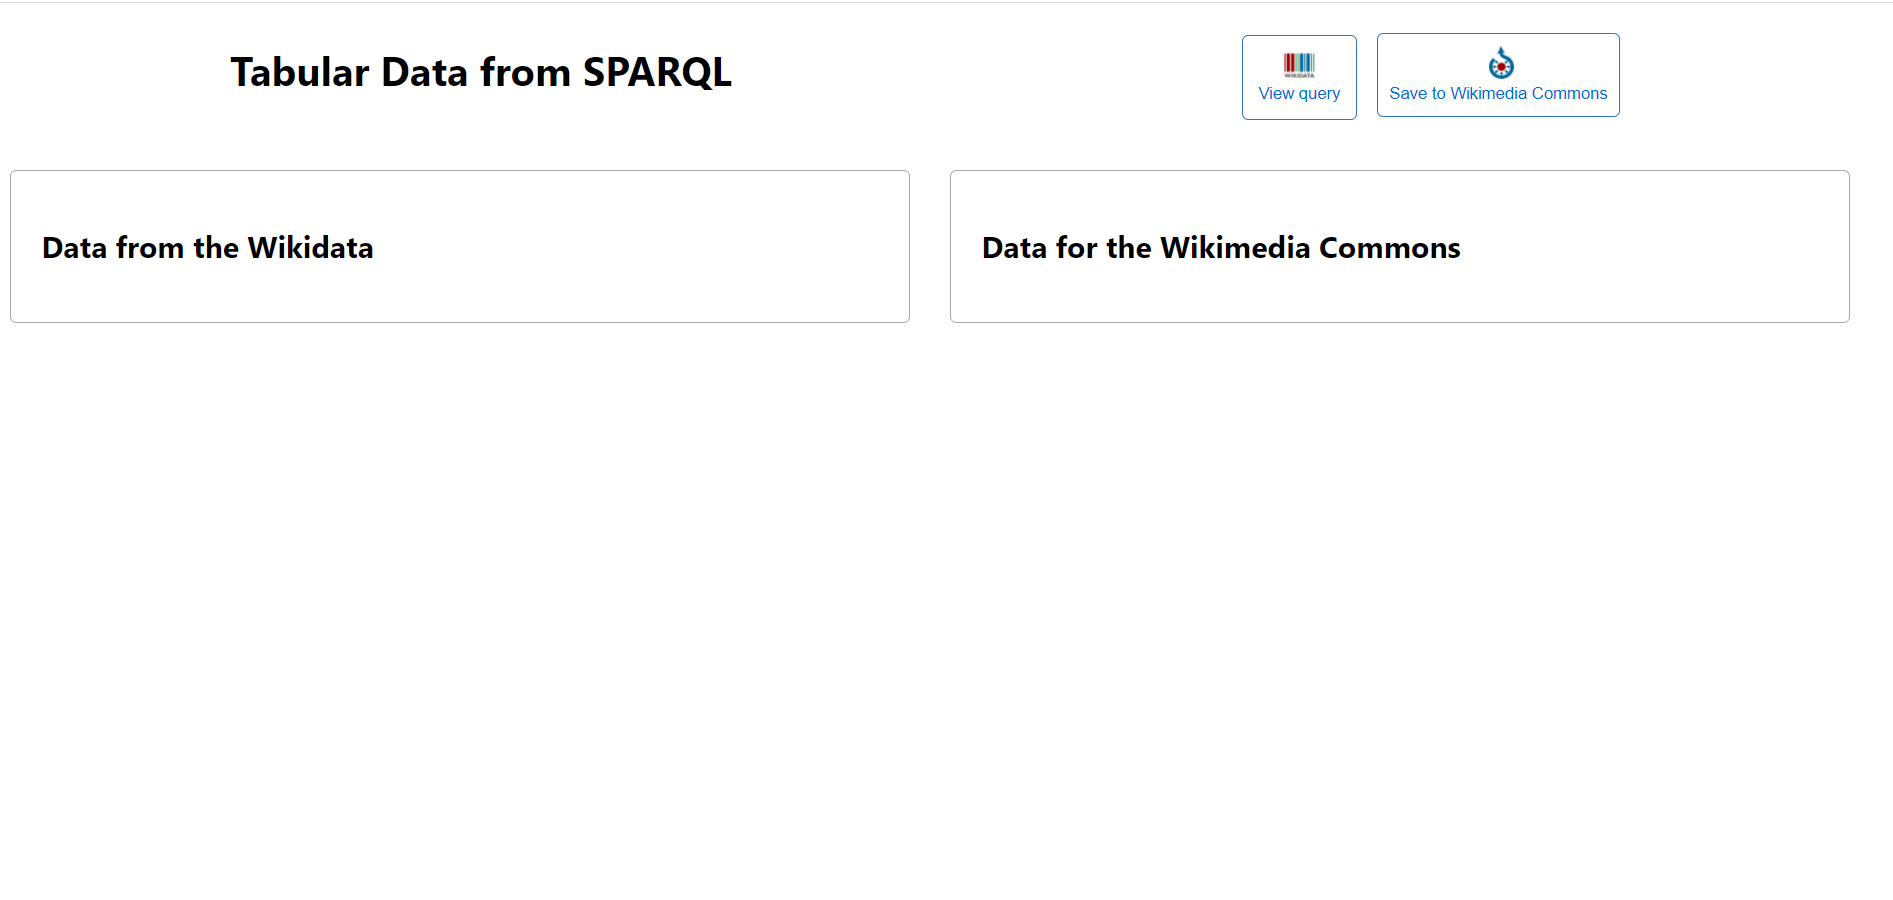 Tabular Data from SPARQL
WIKIDATA
View query
Save to Wikimedia Commons
Data from the Wikidata
Data for the Wikimedia Commons